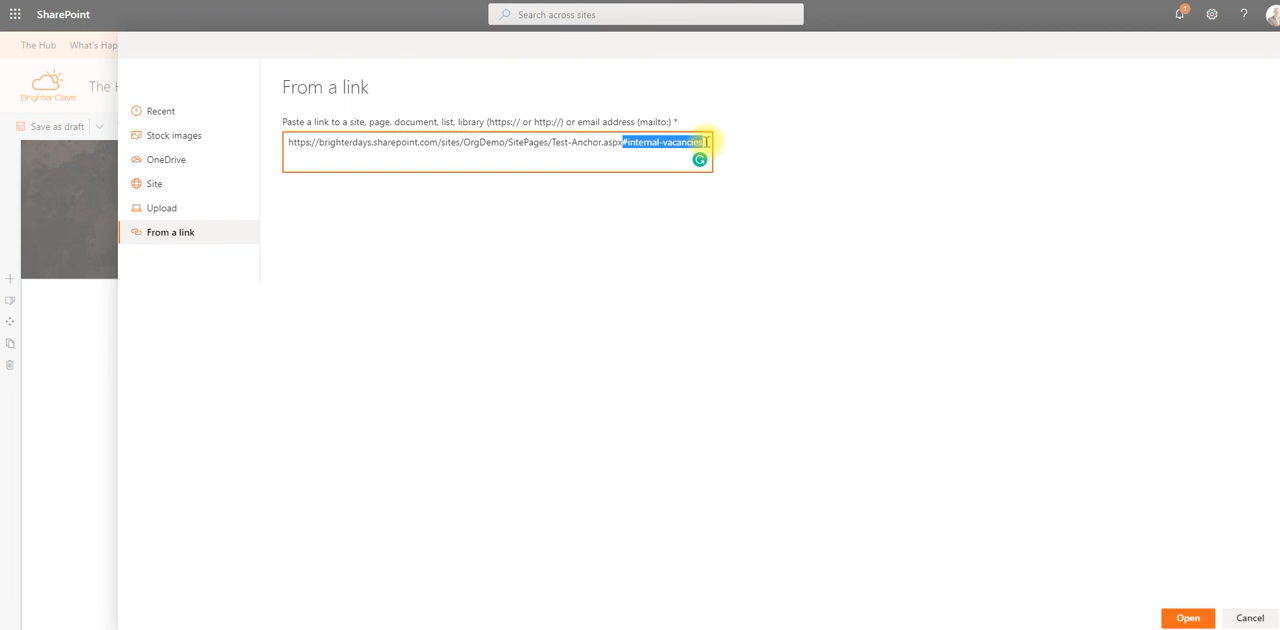 SharePoint
Search across sites
1
?
The Hub What's Hap
BrighterDays
The H
Save as draft
From a link
Recent
Stock images
OneDrive
Site
Upload
From a link
Paste a link to a site, page, document, list, library (https:// or http://) or email address (mailto:) *
https://brighterdays.sharepoint.com/sites/OrgDemo/SitePages/Test-Anchor.aspx#internal-vacancies
Open
Cancel